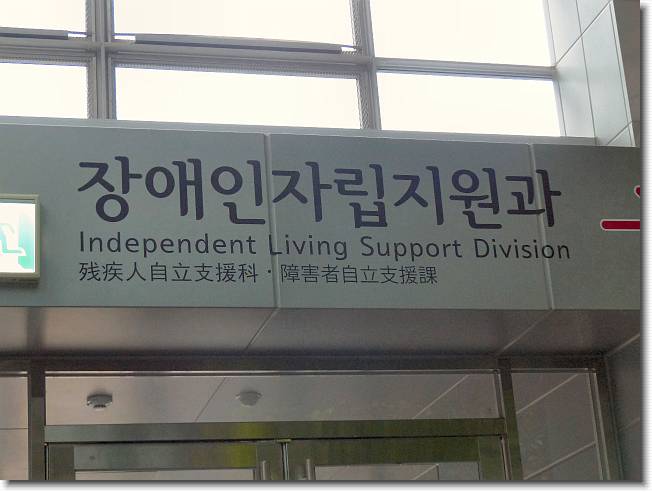 장애인자립지원과
Independent Living Support Division
残疾人自立支援科 · 障害者自立支援課